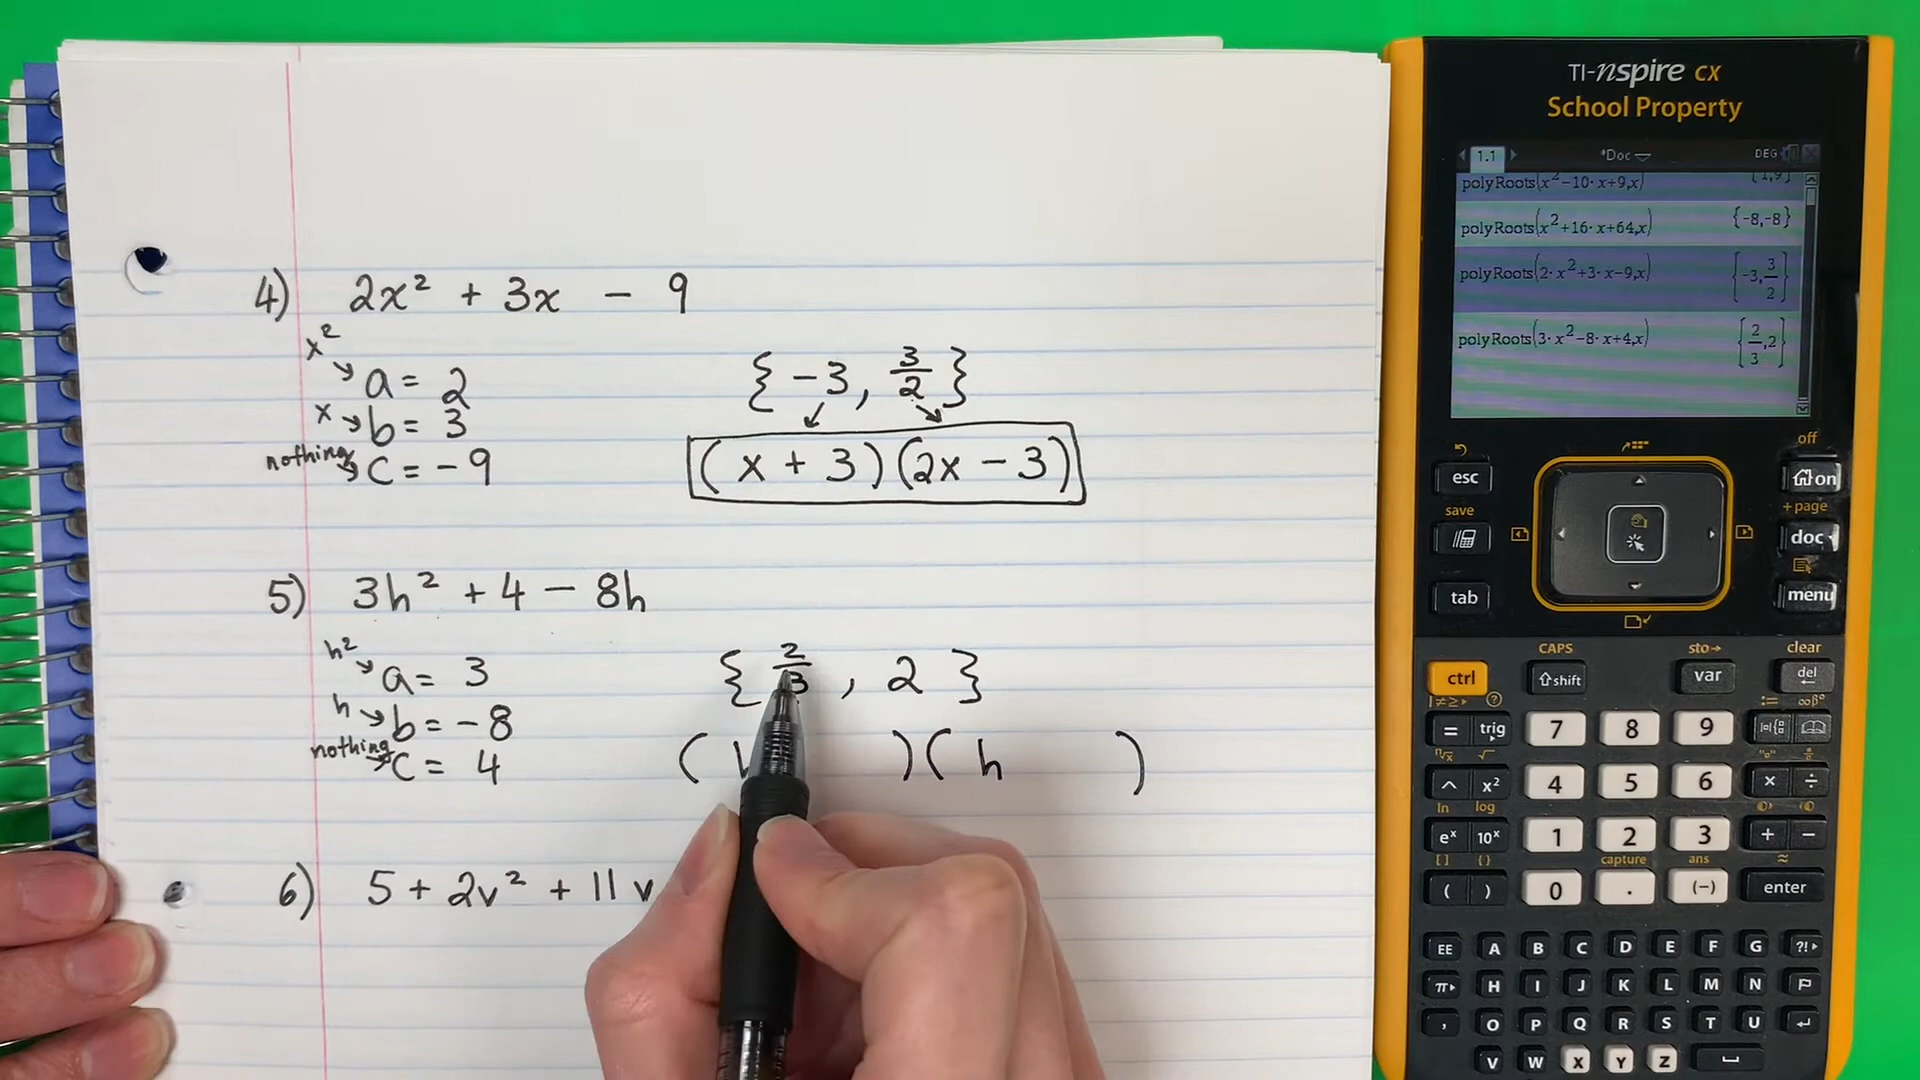 4) 2x² + 3x - 9
x² → a = 2
x → b = 3
nothing → c = -9
{ -3, 3/2 }
(x + 3)(2x - 3)
5) 3h² + 4 - 8h
h² → a = 3
h → b = -8
nothing → c = 4
{ 2/3, 2 }
( )( h )
6) 5 + 2v² + 11v
TI-nspire cx
School Property
1.1 *Doc DEG
polyRoots(x²-10·x+9,x) {1,9}
polyRoots(x²+16·x+64,x) {-8,-8}
polyRoots(2·x²+3·x-9,x) {-3,3/2}
polyRoots(3·x²-8·x+4,x) {2/3,2}
off
esc on
save + page
doc
tab menu
CAPS sto→ clear
ctrl ⇧shift var del
= trig 7 8 9
^ x² 4 5 6 × ÷
ln log
eˣ 10ˣ 1 2 3 + −
[ ] { } capture ans ≈
( ) 0 . (−) enter
EE A B C D E F G ?!▸
π▸ H I J K L M N
, O P Q R S T U
V W X Y Z